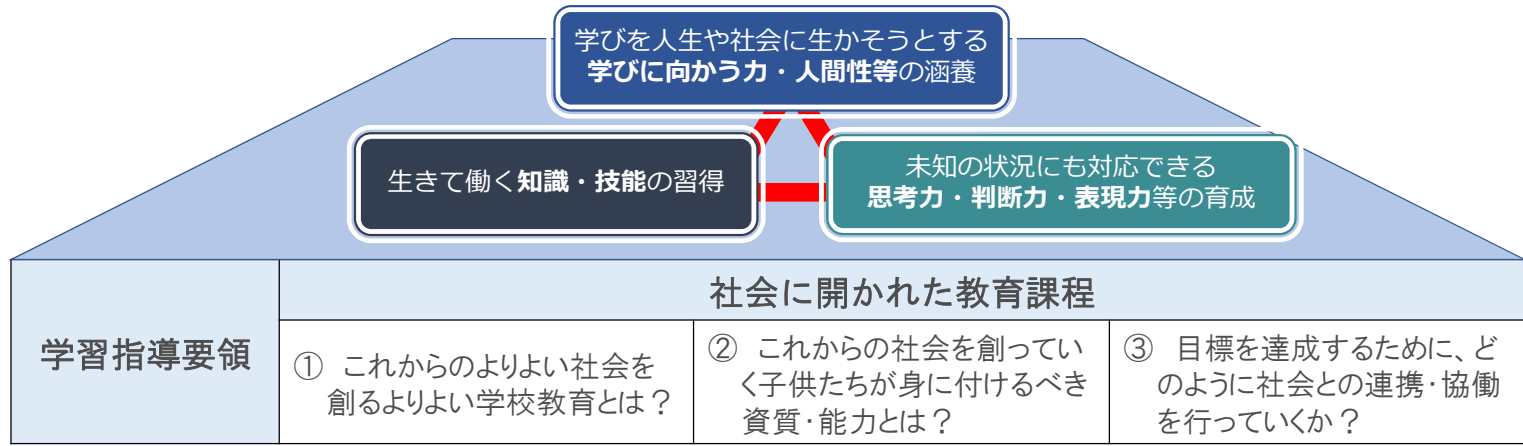 学びを人生や社会に生かそうとする
学びに向かう力・人間性等の涵養
生きて働く知識・技能の習得
未知の状況にも対応できる
思考力・判断力・表現力等の育成
学習指導要領
社会に開かれた教育課程
① これからのよりよい社会を
創るよりよい学校教育とは？
② これからの社会を創ってい
く子供たちが身に付けるべき
資質・能力とは？
③ 目標を達成するために、ど
のように社会との連携・協働
を行っていくか？